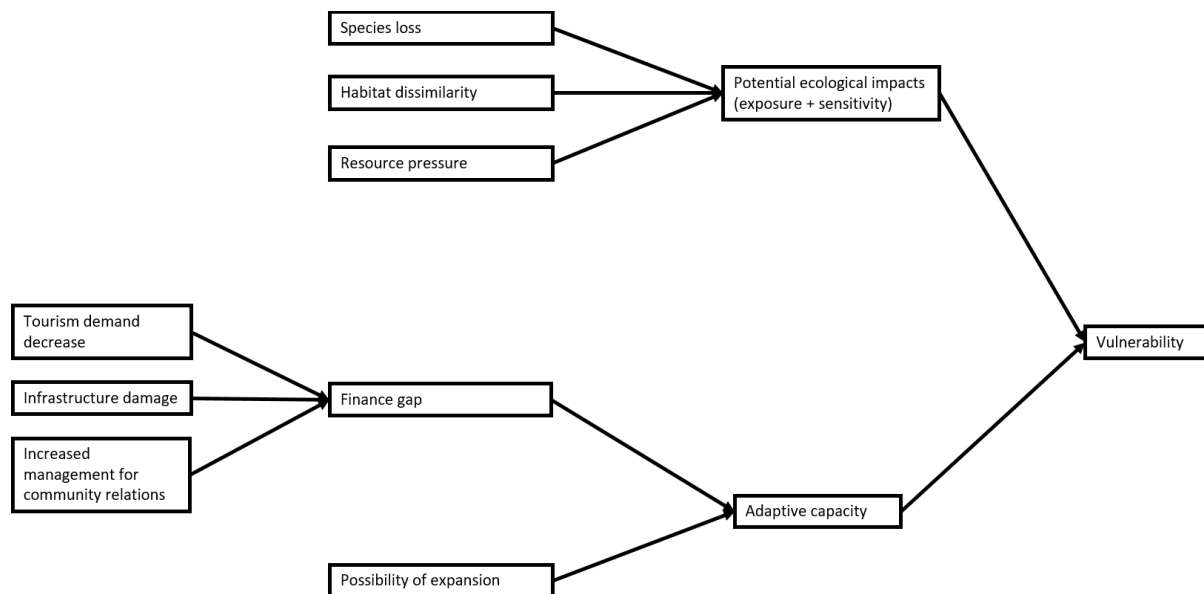 Species loss
Habitat dissimilarity
Resource pressure
Potential ecological impacts
(exposure + sensitivity)
Tourism demand
decrease
Infrastructure damage
Increased
management for
community relations
Finance gap
Possibility of expansion
Adaptive capacity
Vulnerability